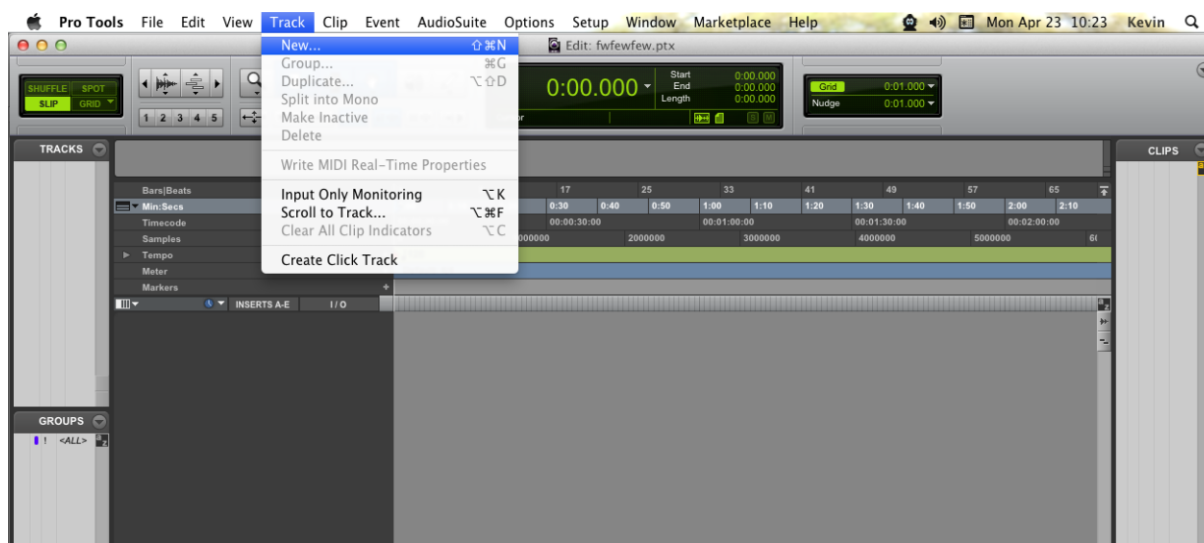 Pro Tools File Edit View Track Clip Event AudioSuite Options Setup Window Marketplace Help Mon Apr 23 10:23 Kevin
Edit: fwfewfew.ptx
New... ⇧⌘N
Group... ⌘G
Duplicate... ⌥⇧D
Split into Mono
Make Inactive
Delete
Write MIDI Real-Time Properties
Input Only Monitoring ⌥K
Scroll to Track... ⌥⌘F
Clear All Clip Indicators ⌥C
Create Click Track
SHUFFLE SPOT
SLIP GRID
1 2 3 4 5
0:00.000
Start 0:00.000
End 0:00.000
Length 0:00.000
Grid 0:01.000
Nudge 0:01.000
TRACKS
CLIPS
Bars|Beats 17 25 33 41 49 57 65
Min:Secs 0:30 0:40 0:50 1:00 1:10 1:20 1:30 1:40 1:50 2:00 2:10
Timecode 00:00:30:00 00:01:00:00 00:01:30:00 00:02:00:00
Samples 2000000 3000000 4000000 5000000
Tempo
Meter
Markers
INSERTS A-E I / O
GROUPS
! <ALL>